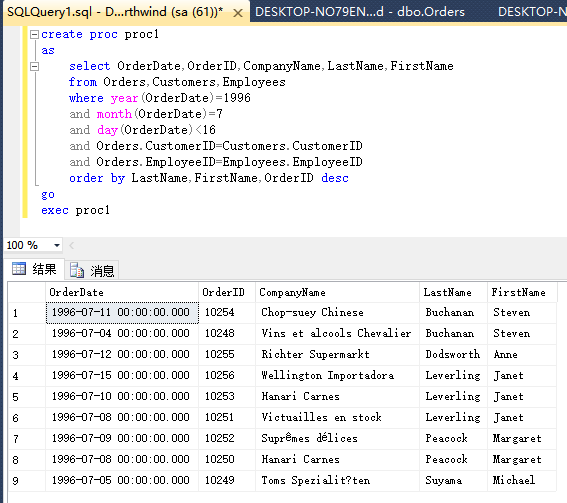 SQLQuery1.sql - D...rthwind (sa (61))* DESKTOP-NO79EN...d - dbo.Orders DESKTOP-N
create proc proc1
as
select OrderDate,OrderID,CompanyName,LastName,FirstName
from Orders,Customers,Employees
where year(OrderDate)=1996
and month(OrderDate)=7
and day(OrderDate)<16
and Orders.CustomerID=Customers.CustomerID
and Orders.EmployeeID=Employees.EmployeeID
order by LastName,FirstName,OrderID desc
go
exec proc1
100 %
结果 消息
OrderDate OrderID CompanyName LastName FirstName
1 1996-07-11 00:00:00.000 10254 Chop-suey Chinese Buchanan Steven
2 1996-07-04 00:00:00.000 10248 Vins et alcools Chevalier Buchanan Steven
3 1996-07-12 00:00:00.000 10255 Richter Supermarkt Dodsworth Anne
4 1996-07-15 00:00:00.000 10256 Wellington Importadora Leverling Janet
5 1996-07-10 00:00:00.000 10253 Hanari Carnes Leverling Janet
6 1996-07-08 00:00:00.000 10251 Victuailles en stock Leverling Janet
7 1996-07-09 00:00:00.000 10252 Suprêmes délices Peacock Margaret
8 1996-07-08 00:00:00.000 10250 Hanari Carnes Peacock Margaret
9 1996-07-05 00:00:00.000 10249 Toms Spezialit?ten Suyama Michael